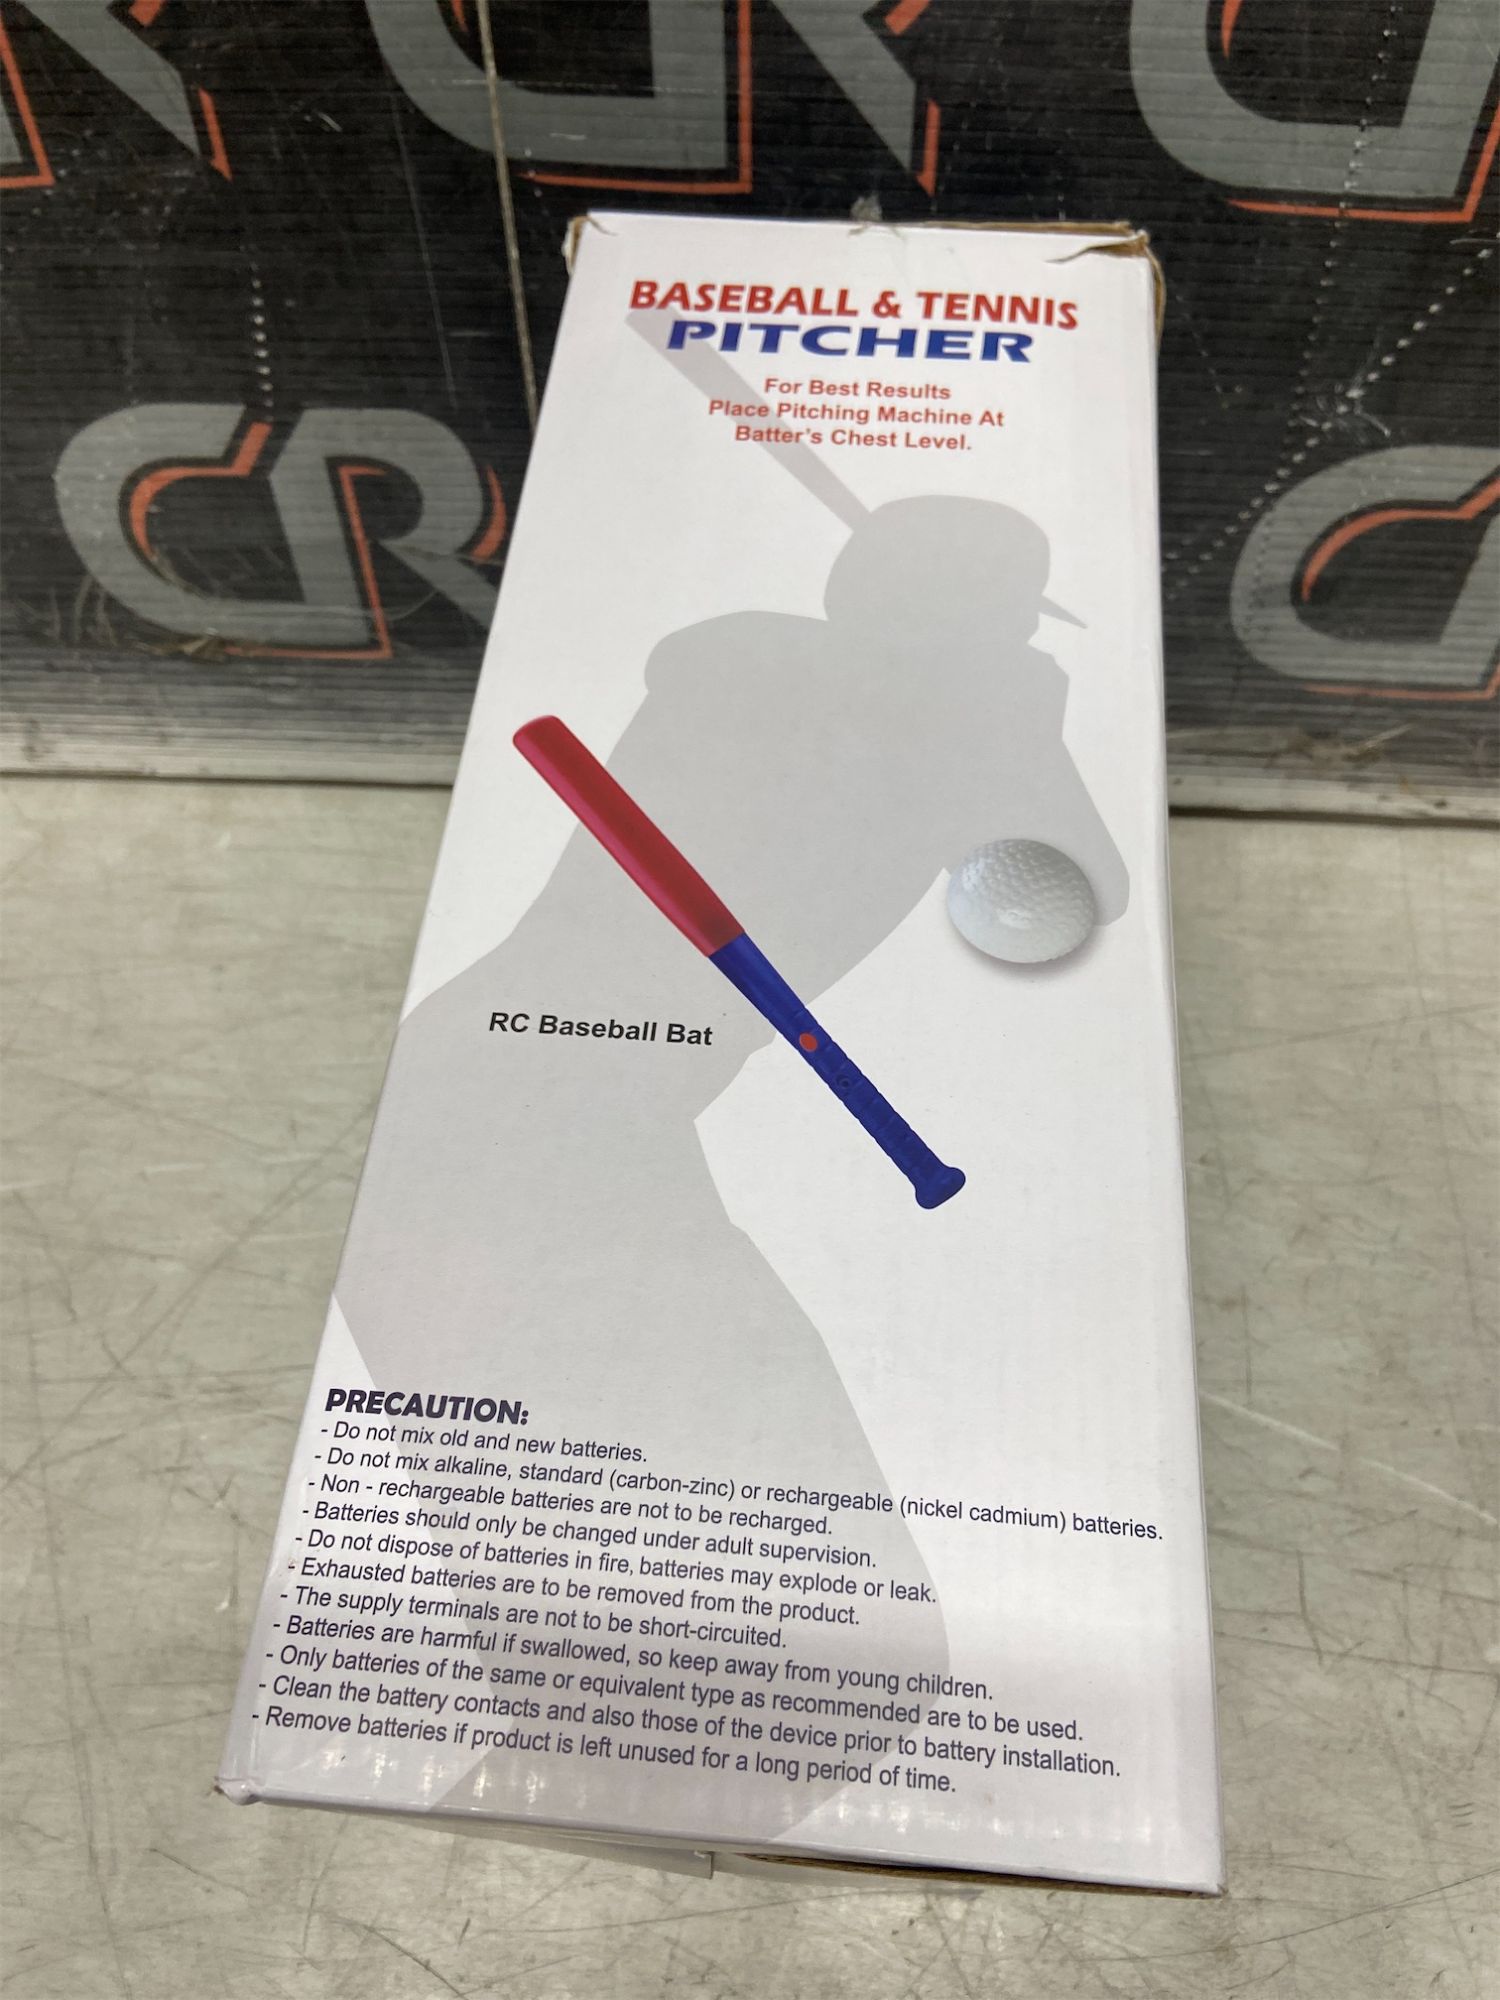 CR
CR
CR
CR
CR
BASEBALL & TENNIS
PITCHER
For Best Results
Place Pitching Machine At
Batter's Chest Level.
RC Baseball Bat
PRECAUTION:
- Do not mix old and new batteries.
- Do not mix alkaline, standard (carbon-zinc) or rechargeable (nickel cadmium) batteries.
- Non - rechargeable batteries are not to be recharged.
- Batteries should only be changed under adult supervision.
- Do not dispose of batteries in fire, batteries may explode or leak.
- Exhausted batteries are to be removed from the product.
- The supply terminals are not to be short-circuited.
- Batteries are harmful if swallowed, so keep away from young children.
- Only batteries of the same or equivalent type as recommended are to be used.
- Clean the battery contacts and also those of the device prior to battery installation.
- Remove batteries if product is left unused for a long period of time.